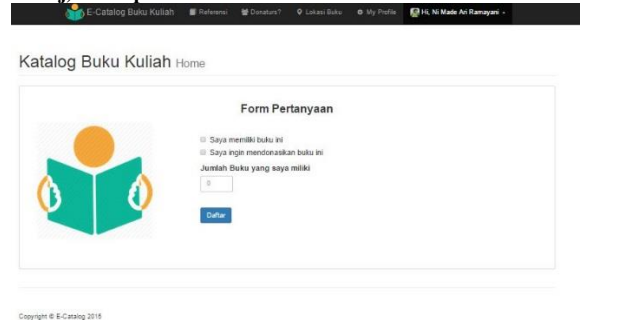 E-Catalog Buku Kuliah Referensi Donaturs? Lokasi Buku My Profile Hi, Ni Made Ari Ramayani
Katalog Buku Kuliah Home
Form Pertanyaan
Saya memiliki buku ini
Saya ingin mendonasikan buku ini
Jumlah Buku yang saya miliki
0
Daftar
Copyright © E-Catalog 2015